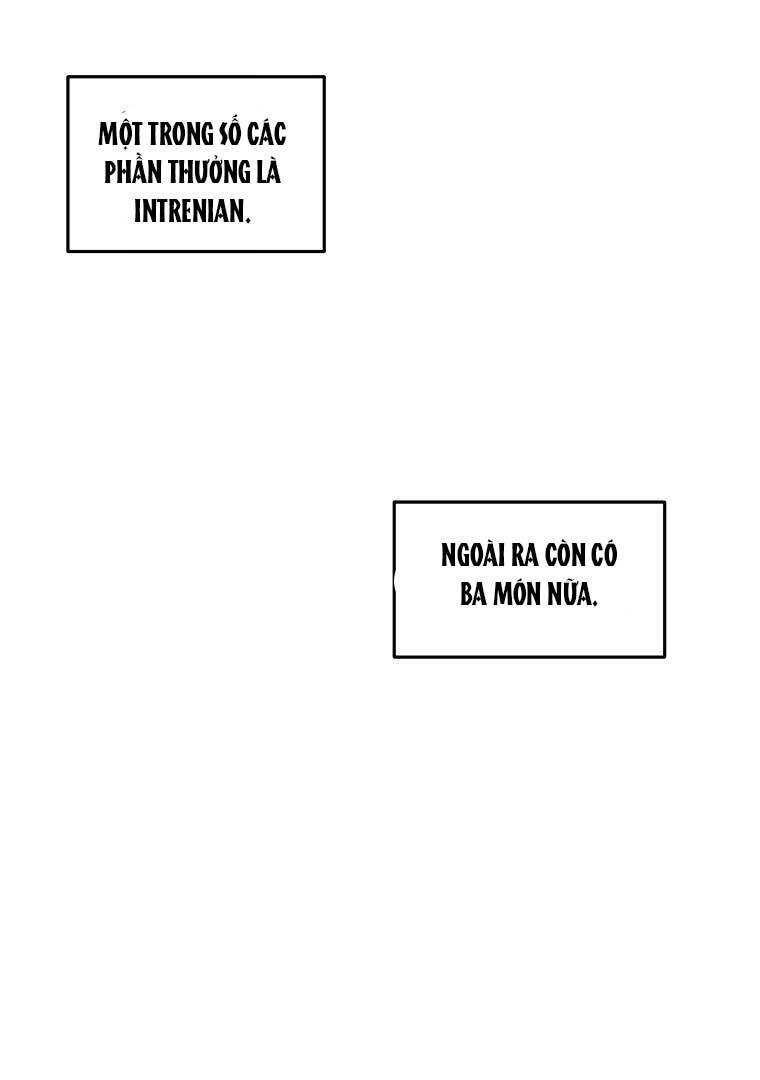 MỘT TRONG SỐ CÁC
PHẦN THƯỞNG LÀ
INTRENIAN.
NGOÀI RA CÒN CÓ
BA MÓN NỮA.